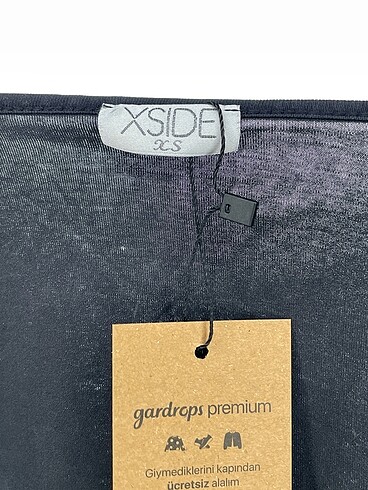 XSIDE
XS
gardrops premium
Giymediklerini kapından
ücretsiz alalım